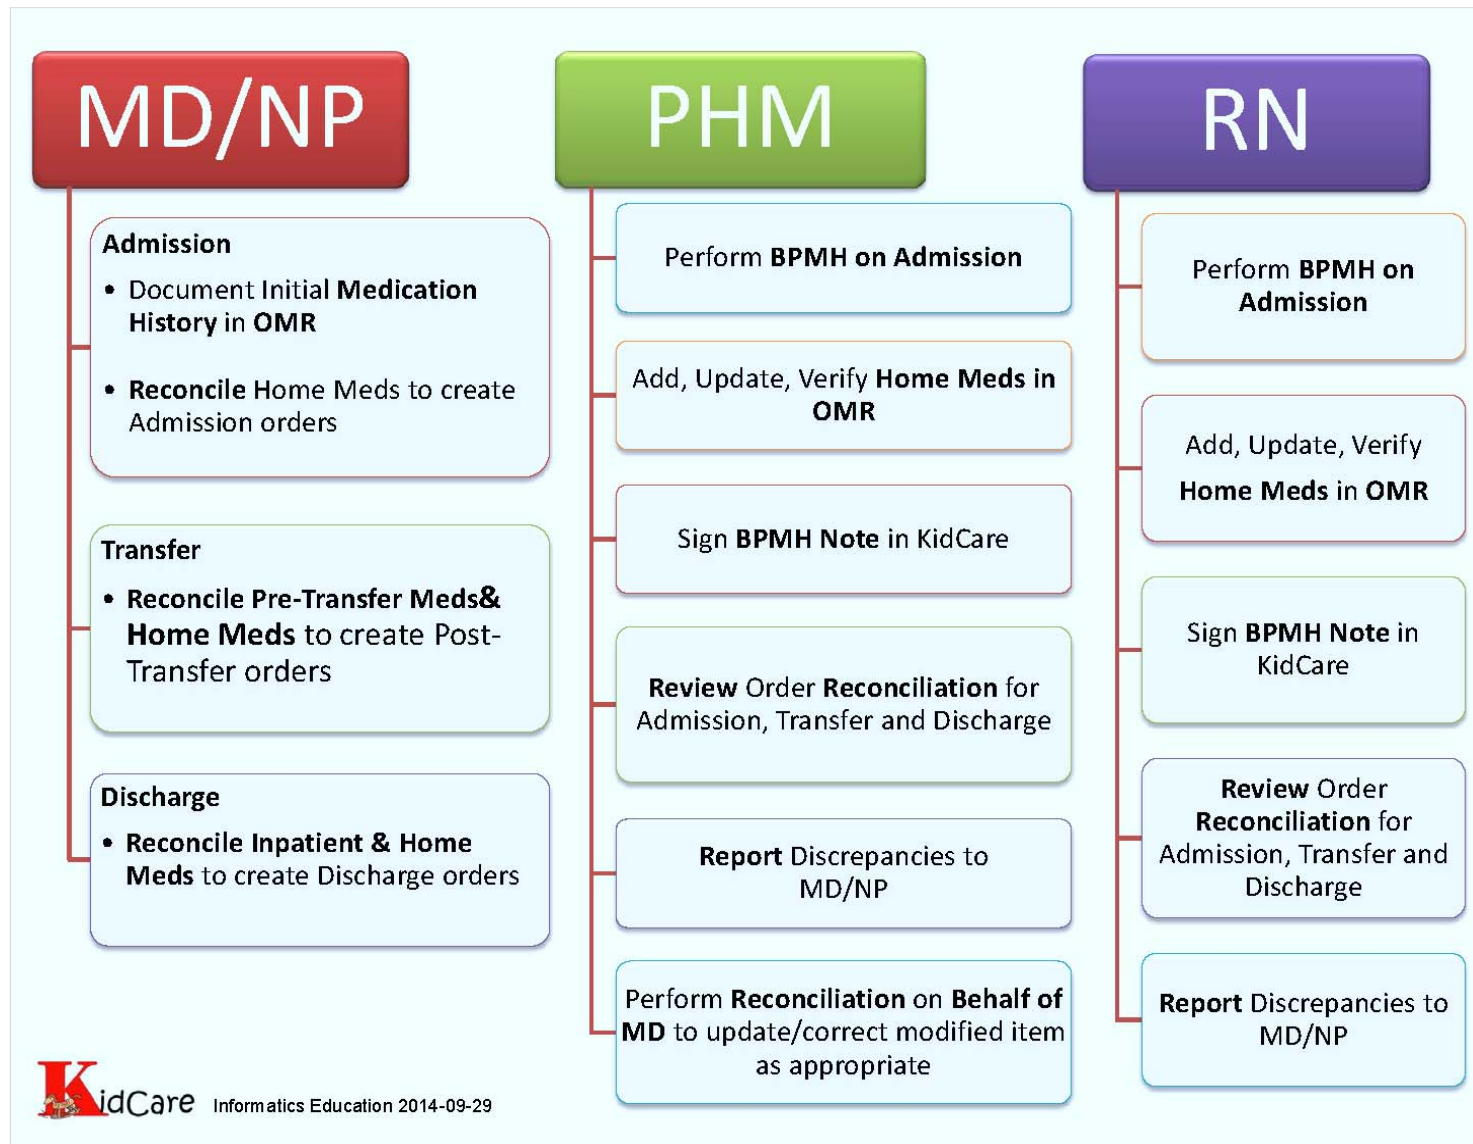 MD/NP
Admission
• Document Initial Medication
History in OMR
• Reconcile Home Meds to create
Admission orders
Transfer
• Reconcile Pre-Transfer Meds&
Home Meds to create Post-
Transfer orders
Discharge
• Reconcile Inpatient & Home
Meds to create Discharge orders
PHM
Perform BPMH on Admission
Add, Update, Verify Home Meds in
OMR
Sign BPMH Note in KidCare
Review Order Reconciliation for
Admission, Transfer and Discharge
Report Discrepancies to
MD/NP
Perform Reconciliation on Behalf of
MD to update/correct modified item
as appropriate
RN
Perform BPMH on
Admission
Add, Update, Verify
Home Meds in OMR
Sign BPMH Note in
KidCare
Review Order
Reconciliation for
Admission, Transfer and
Discharge
Report Discrepancies to
MD/NP
KidCare Informatics Education 2014-09-29